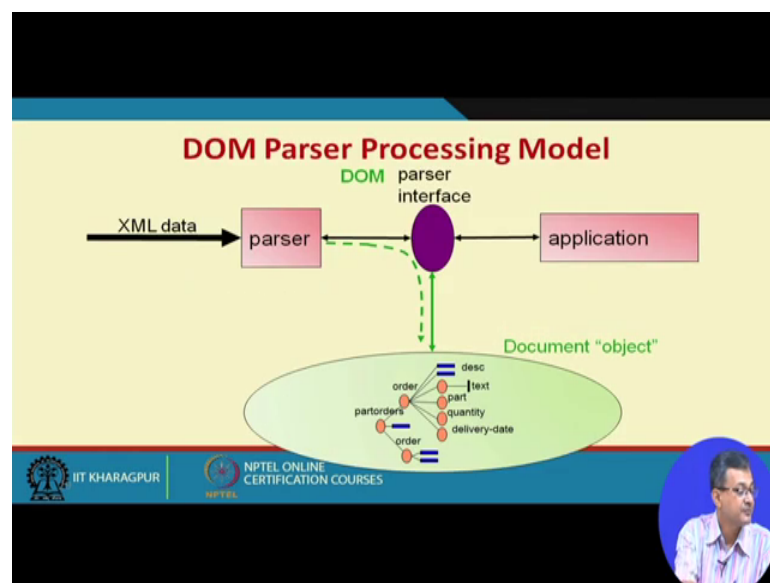 DOM Parser Processing Model
DOM parser
interface
XML data
parser
application
Document “object”
desc
order
text
part
partorders
quantity
delivery-date
order
IIT KHARAGPUR
NPTEL
NPTEL ONLINE
CERTIFICATION COURSES